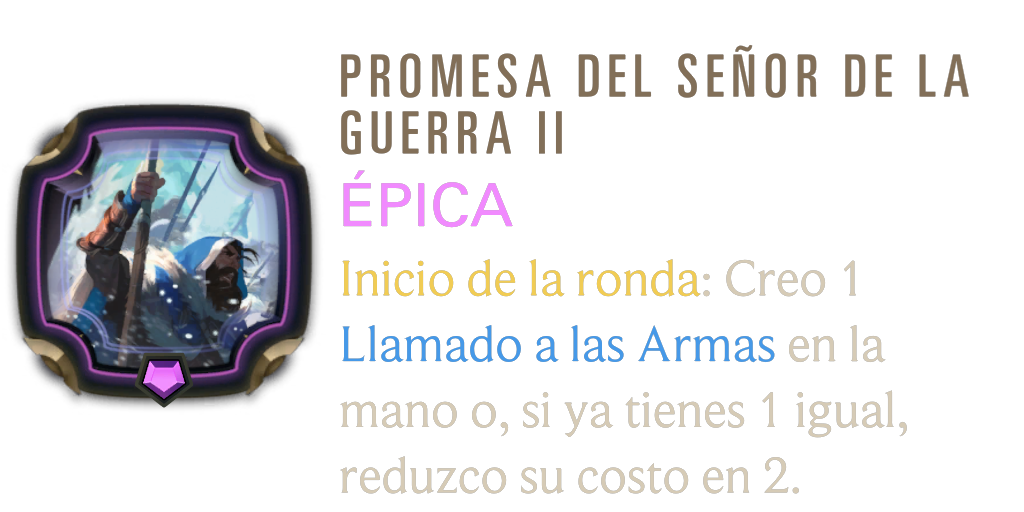 PROMESA DEL SEÑOR DE LA
GUERRA II
ÉPICA
Inicio de la ronda: Creo 1
Llamado a las Armas en la
mano o, si ya tienes 1 igual,
reduzco su costo en 2.